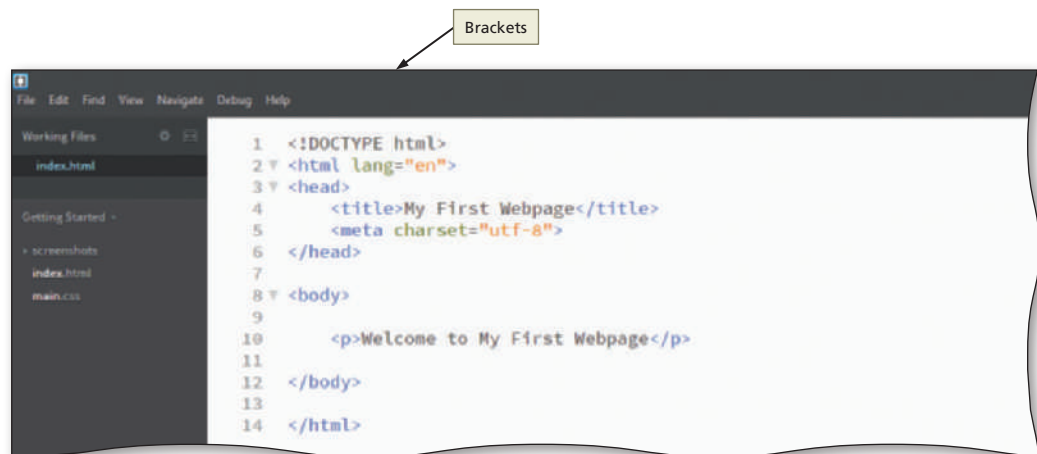 Brackets
File Edit Find View Navigate Debug Help
Working Files
index.html
Getting Started
screenshots
index.html
main.css
1 <!DOCTYPE html>
2 <html lang="en">
3 <head>
4 <title>My First Webpage</title>
5 <meta charset="utf-8">
6 </head>
7
8 <body>
9
10 <p>Welcome to My First Webpage</p>
11
12 </body>
13
14 </html>